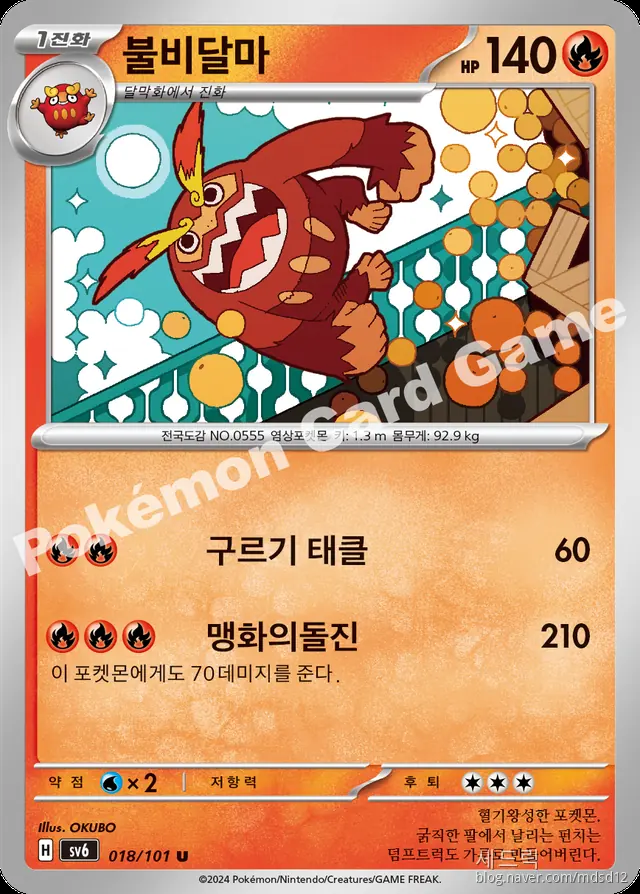 1진화
불비달마
HP 140
달막화에서 진화
전국도감 NO.0555 염상포켓몬 키: 1.3 m 몸무게: 92.9 kg
Pokémon Card Game
구르기 태클 60
맹화의돌진 210
이 포켓몬에게도 70데미지를 준다.
약점 ×2 저항력 후퇴
Illus. OKUBO
혈기왕성한 포켓몬.
굵직한 팔에서 날리는 펀치는
덤프트럭도 가 버린다.
H sv6 018/101 U
blog.naver.com/mdsd12
©2024 Pokémon/Nintendo/Creatures/GAME FREAK.